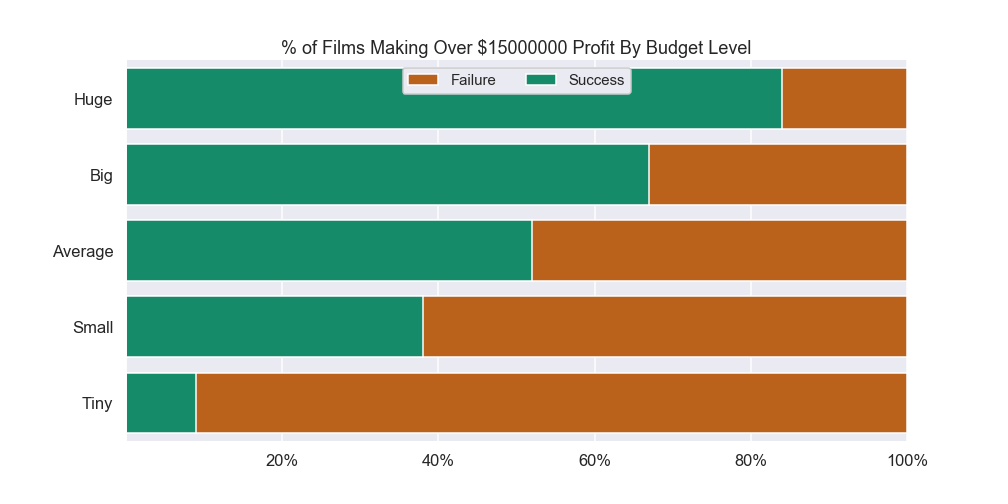 % of Films Making Over $15000000 Profit By Budget Level
Failure Success
Huge
Big
Average
Small
Tiny
20% 40% 60% 80% 100%